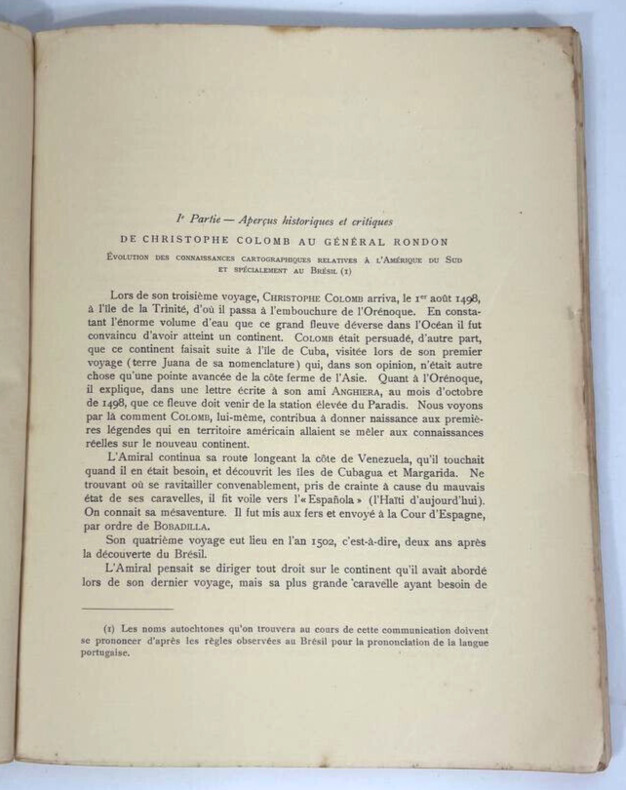 Iᵉ Partie — Aperçus historiques et critiques
DE CHRISTOPHE COLOMB AU GÉNÉRAL RONDON
Évolution des connaissances cartographiques relatives à l'Amérique du Sud
et spécialement au Brésil (1)
Lors de son troisième voyage, Christophe Colomb arriva, le 1ᵉʳ août 1498,
à l'île de la Trinité, d'où il passa à l'embouchure de l'Orénoque. En consta-
tant l'énorme volume d'eau que ce grand fleuve déverse dans l'Océan il fut
convaincu d'avoir atteint un continent. Colomb était persuadé, d'autre part,
que ce continent faisait suite à l'île de Cuba, visitée lors de son premier
voyage (terre Juana de sa nomenclature) qui, dans son opinion, n'était autre
chose qu'une pointe avancée de la côte ferme de l'Asie. Quant à l'Orénoque,
il explique, dans une lettre écrite à son ami Anghiera, au mois d'octobre
de 1498, que ce fleuve doit venir de la station élevée du Paradis. Nous voyons
par là comment Colomb, lui-même, contribua à donner naissance aux premiè-
res légendes qui en territoire américain allaient se mêler aux connaissances
réelles sur le nouveau continent.
L'Amiral continua sa route longeant la côte de Venezuela, qu'il touchait
quand il en était besoin, et découvrit les îles de Cubagua et Margarida. Ne
trouvant où se ravitailler convenablement, pris de crainte à cause du mauvais
état de ses caravelles, il fit voile vers l'« Española » (l'Haïti d'aujourd'hui).
On connait sa mésaventure. Il fut mis aux fers et envoyé à la Cour d'Espagne,
par ordre de Bobadilla.
Son quatrième voyage eut lieu en l'an 1502, c'est-à-dire, deux ans après
la découverte du Brésil.
L'Amiral pensait se diriger tout droit sur le continent qu'il avait abordé
lors de son dernier voyage, mais sa plus grande caravelle ayant besoin de
(1) Les noms autochtones qu'on trouvera au cours de cette communication doivent
se prononcer d'après les règles observées au Brésil pour la prononciation de la langue
portugaise.